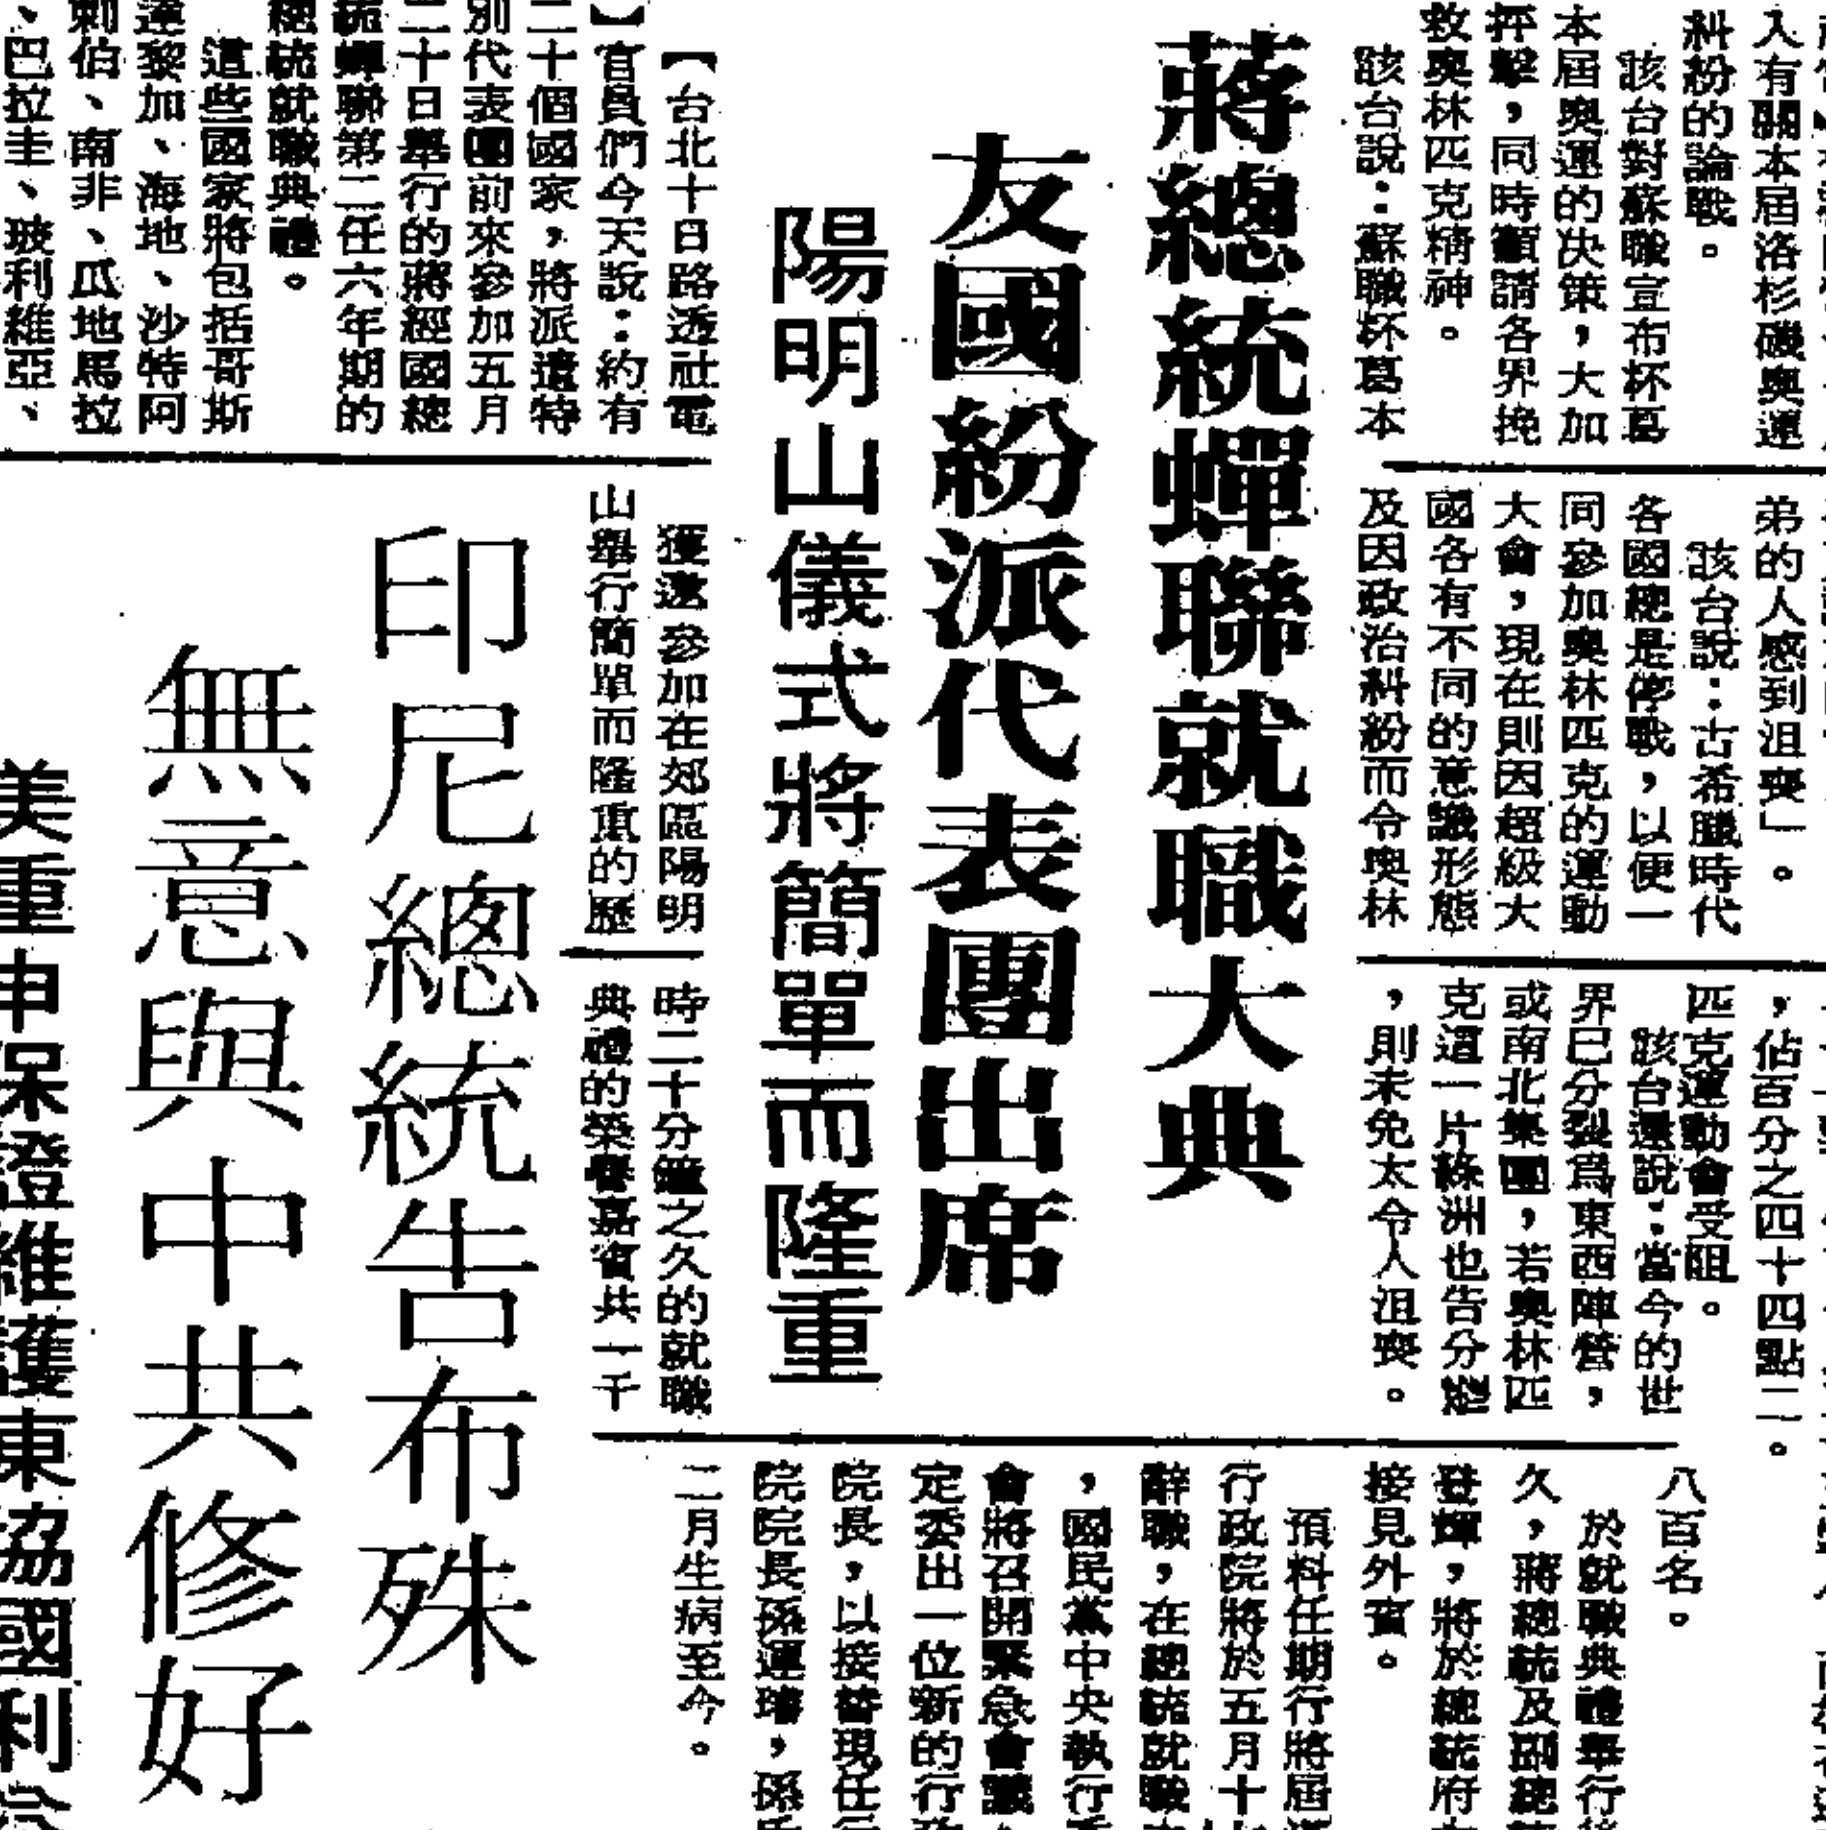 入有關本屆洛杉磯奧運
糾紛的論戰。
該台對蘇聯宣布杯葛
本屆奧運的决策，大加
抨擊，同時籲請各界挽
救奧林匹克精神。
該台說：蘇聯杯葛本
弟的人感到沮喪」。
該台說：古希臘時代
各國總是停戰，以便一
同參加奧林匹克的運動
大會，現在則因超級大
國各有不同的意識形態
及因政治糾紛而令奧林
，佔百分之四十四點二。
匹克運動會受阻。
該台還說：當今的世
界已分裂爲東西陣營，
或南北集團，若奧林匹
克這一片綠洲也告分裂
，則未免太令人沮喪。
蔣總統蟬聯就職大典
友國紛派代表團出席
陽明山儀式將簡單而隆重
【台北十日路透社電
】官員們今天說：約有
二十個國家，將派遣特
別代表團前來參加五月
二十日舉行的蔣經國總
統蟬聯第二任六年期的
總統就職典禮。
這些國家將包括哥斯
達黎加、海地、沙特阿
剌伯、南非、瓜地馬拉
、巴拉圭、玻利維亞、
獲邀參加在郊區陽明
山舉行簡單而隆重的歷
時二十分鐘之久的就職
典禮的榮譽嘉賓共一千
八百名。
於就職典禮舉行後
久，蔣總統及副總統
登輝，將於總統府
接見外賓。
預料任期行將屆
行政院將於五月十
辭職，在總統就職
，國民黨中央執行
會將召開緊急會議
定委出一位新的行政
院長，以接替現任行
院院長孫運璿，孫氏
二月生病至今。
印尼總統告布殊
無意與中共修好
美重申保證維護東協國利益